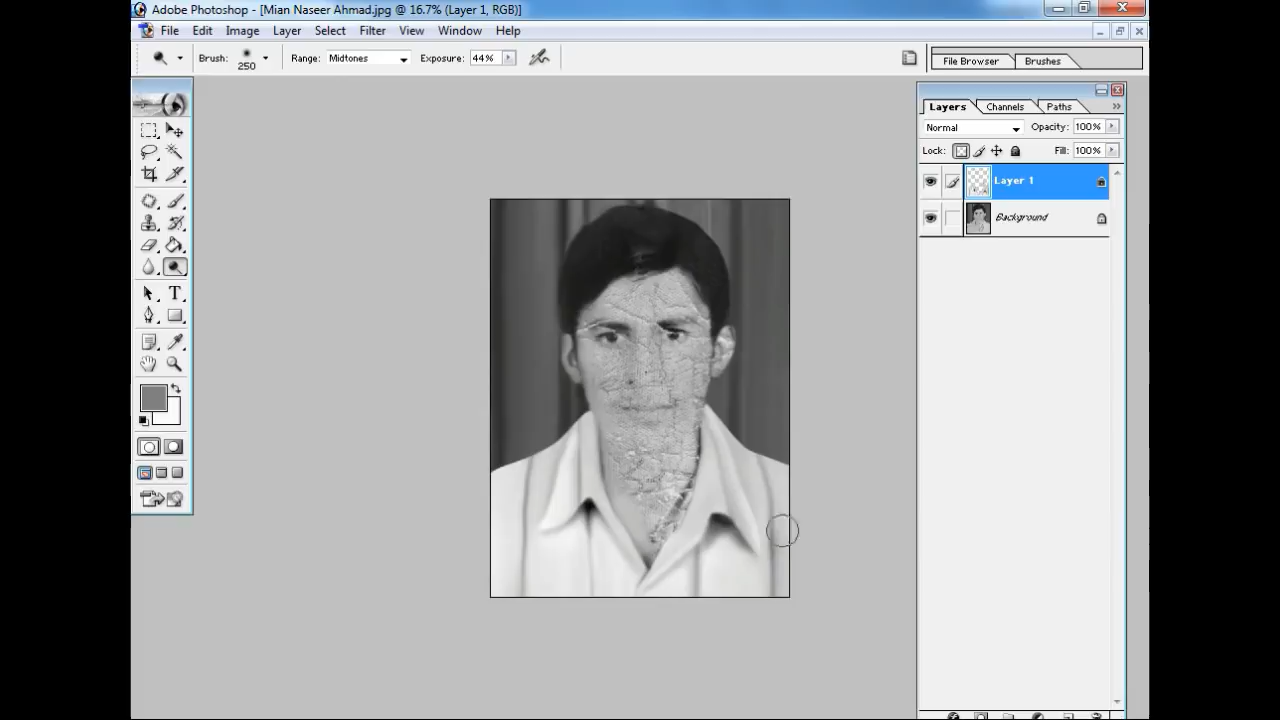 Adobe Photoshop - [Mian Naseer Ahmad.jpg @ 16.7% (Layer 1, RGB)]
File Edit Image Layer Select Filter View Window Help
Brush: 250 Range: Midtones Exposure: 44% File Browser Brushes
Layers Channels Paths
Normal Opacity: 100%
Lock: Fill: 100%
Layer 1
Background
T